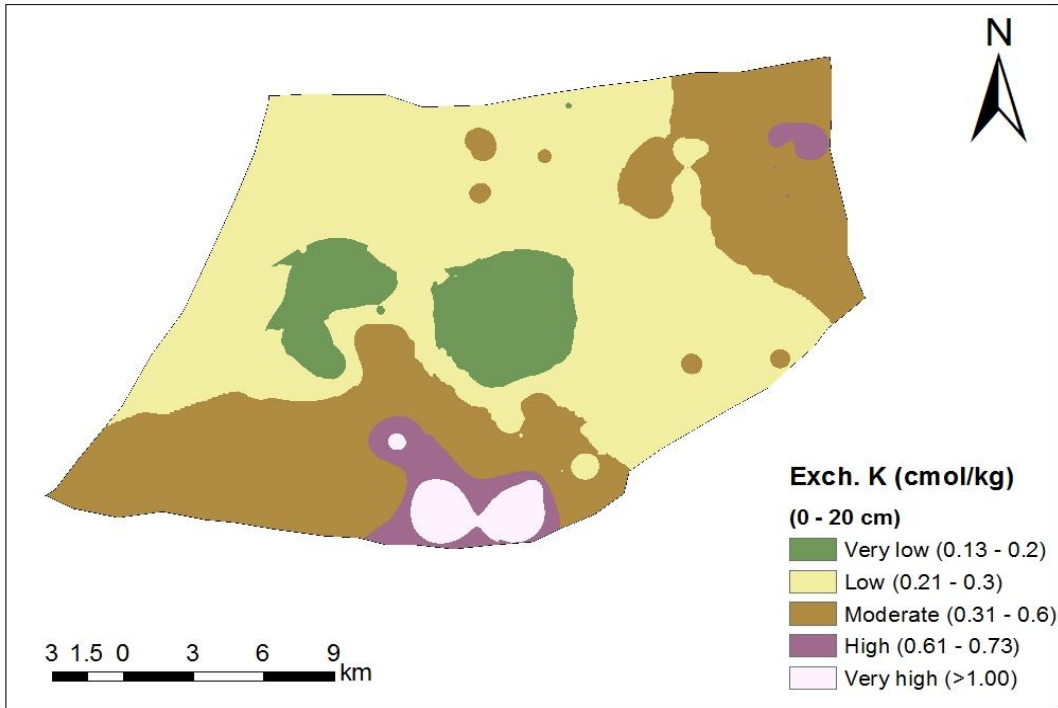 N
Exch. K (cmol/kg)
(0 - 20 cm)
Very low (0.13 - 0.2)
Low (0.21 - 0.3)
Moderate (0.31 - 0.6)
High (0.61 - 0.73)
Very high (>1.00)
3 1.5 0 3 6 9
km